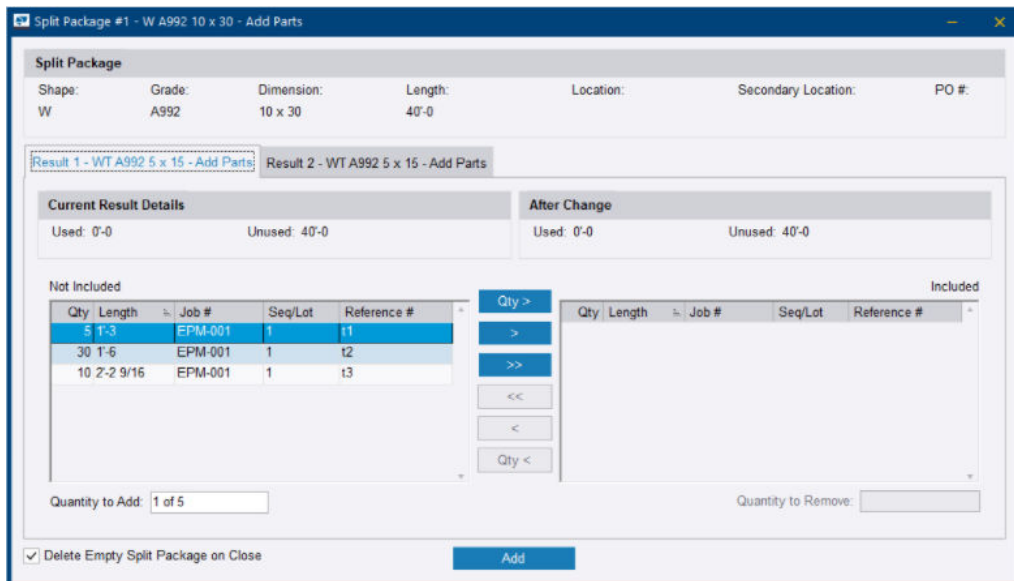 Split Package #1 - W A992 10 x 30 - Add Parts
Split Package
Shape: Grade: Dimension: Length: Location: Secondary Location: PO #:
W A992 10 x 30 40'-0
Result 1 - WT A992 5 x 15 - Add Parts Result 2 - WT A992 5 x 15 - Add Parts
Current Result Details After Change
Used: 0'-0 Unused: 40'-0 Used: 0'-0 Unused: 40'-0
Not Included Included
Qty Length Job # Seq/Lot Reference # Qty > Qty Length Job # Seq/Lot Reference #
5 1'-3 EPM-001 1 t1 >
30 1'-6 EPM-001 1 t2
10 2'-2 9/16 EPM-001 1 t3 >>
<<
<
Qty <
Quantity to Add: 1 of 5 Quantity to Remove:
Delete Empty Split Package on Close Add